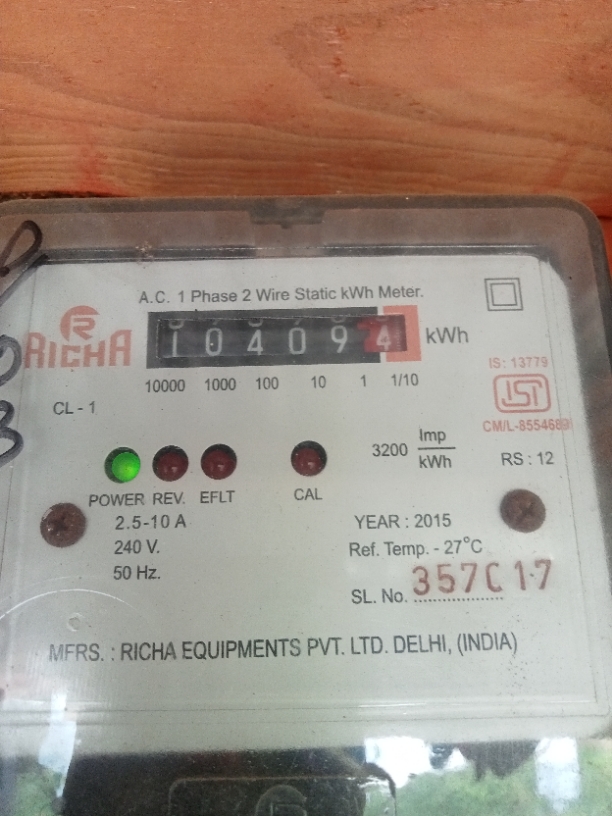 A.C. 1 Phase 2 Wire Static kWh Meter.
RICHA
104094 kWh
10000 1000 100 10 1 1/10
IS: 13779
ISI
CM/L-8554689
CL - 1
3200 Imp/kWh
RS : 12
POWER REV. EFLT CAL
2.5-10 A
240 V.
50 Hz.
YEAR : 2015
Ref. Temp. - 27°C
SL. No. 357C17
MFRS. : RICHA EQUIPMENTS PVT. LTD. DELHI, (INDIA)